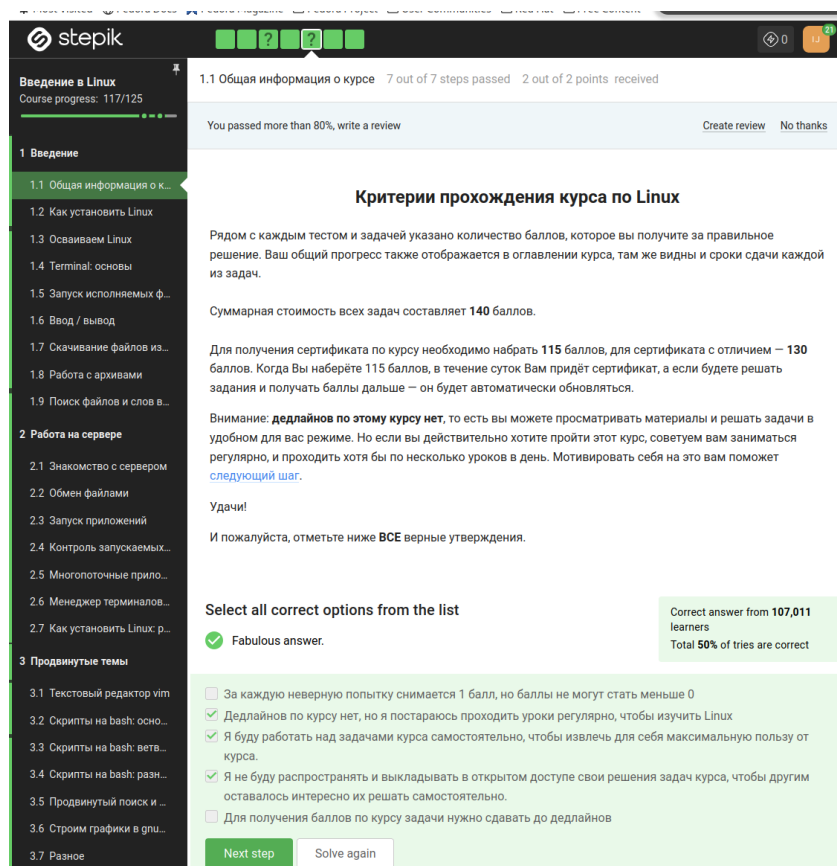 stepik
0
IJ
21
Введение в Linux
Course progress: 117/125
1 Введение
1.1 Общая информация о к...
1.2 Как установить Linux
1.3 Осваиваем Linux
1.4 Terminal: основы
1.5 Запуск исполняемых ф...
1.6 Ввод / вывод
1.7 Скачивание файлов из...
1.8 Работа с архивами
1.9 Поиск файлов и слов в...
2 Работа на сервере
2.1 Знакомство с сервером
2.2 Обмен файлами
2.3 Запуск приложений
2.4 Контроль запускаемых...
2.5 Многопоточные прило...
2.6 Менеджер терминалов...
2.7 Как установить Linux: р...
3 Продвинутые темы
3.1 Текстовый редактор vim
3.2 Скрипты на bash: осно...
3.3 Скрипты на bash: ветв...
3.4 Скрипты на bash: разн...
3.5 Продвинутый поиск и ...
3.6 Строим графики в gnu...
3.7 Разное
? ?
1.1 Общая информация о курсе 7 out of 7 steps passed 2 out of 2 points received
You passed more than 80%, write a review Create review No thanks
Критерии прохождения курса по Linux
Рядом с каждым тестом и задачей указано количество баллов, которое вы получите за правильное
решение. Ваш общий прогресс также отображается в оглавлении курса, там же видны и сроки сдачи каждой
из задач.
Суммарная стоимость всех задач составляет 140 баллов.
Для получения сертификата по курсу необходимо набрать 115 баллов, для сертификата с отличием — 130
баллов. Когда Вы наберёте 115 баллов, в течение суток Вам придёт сертификат, а если будете решать
задания и получать баллы дальше — он будет автоматически обновляться.
Внимание: дедлайнов по этому курсу нет, то есть вы можете просматривать материалы и решать задачи в
удобном для вас режиме. Но если вы действительно хотите пройти этот курс, советуем вам заниматься
регулярно, и проходить хотя бы по несколько уроков в день. Мотивировать себя на это вам поможет
следующий шаг.
Удачи!
И пожалуйста, отметьте ниже ВСЕ верные утверждения.
Select all correct options from the list
Fabulous answer.
Correct answer from 107,011
learners
Total 50% of tries are correct
За каждую неверную попытку снимается 1 балл, но баллы не могут стать меньше 0
Дедлайнов по курсу нет, но я постараюсь проходить уроки регулярно, чтобы изучить Linux
Я буду работать над задачами курса самостоятельно, чтобы извлечь для себя максимальную пользу от
курса.
Я не буду распространять и выкладывать в открытом доступе свои решения задач курса, чтобы другим
оставалось интересно их решать самостоятельно.
Для получения баллов по курсу задачи нужно сдавать до дедлайнов
Next step Solve again